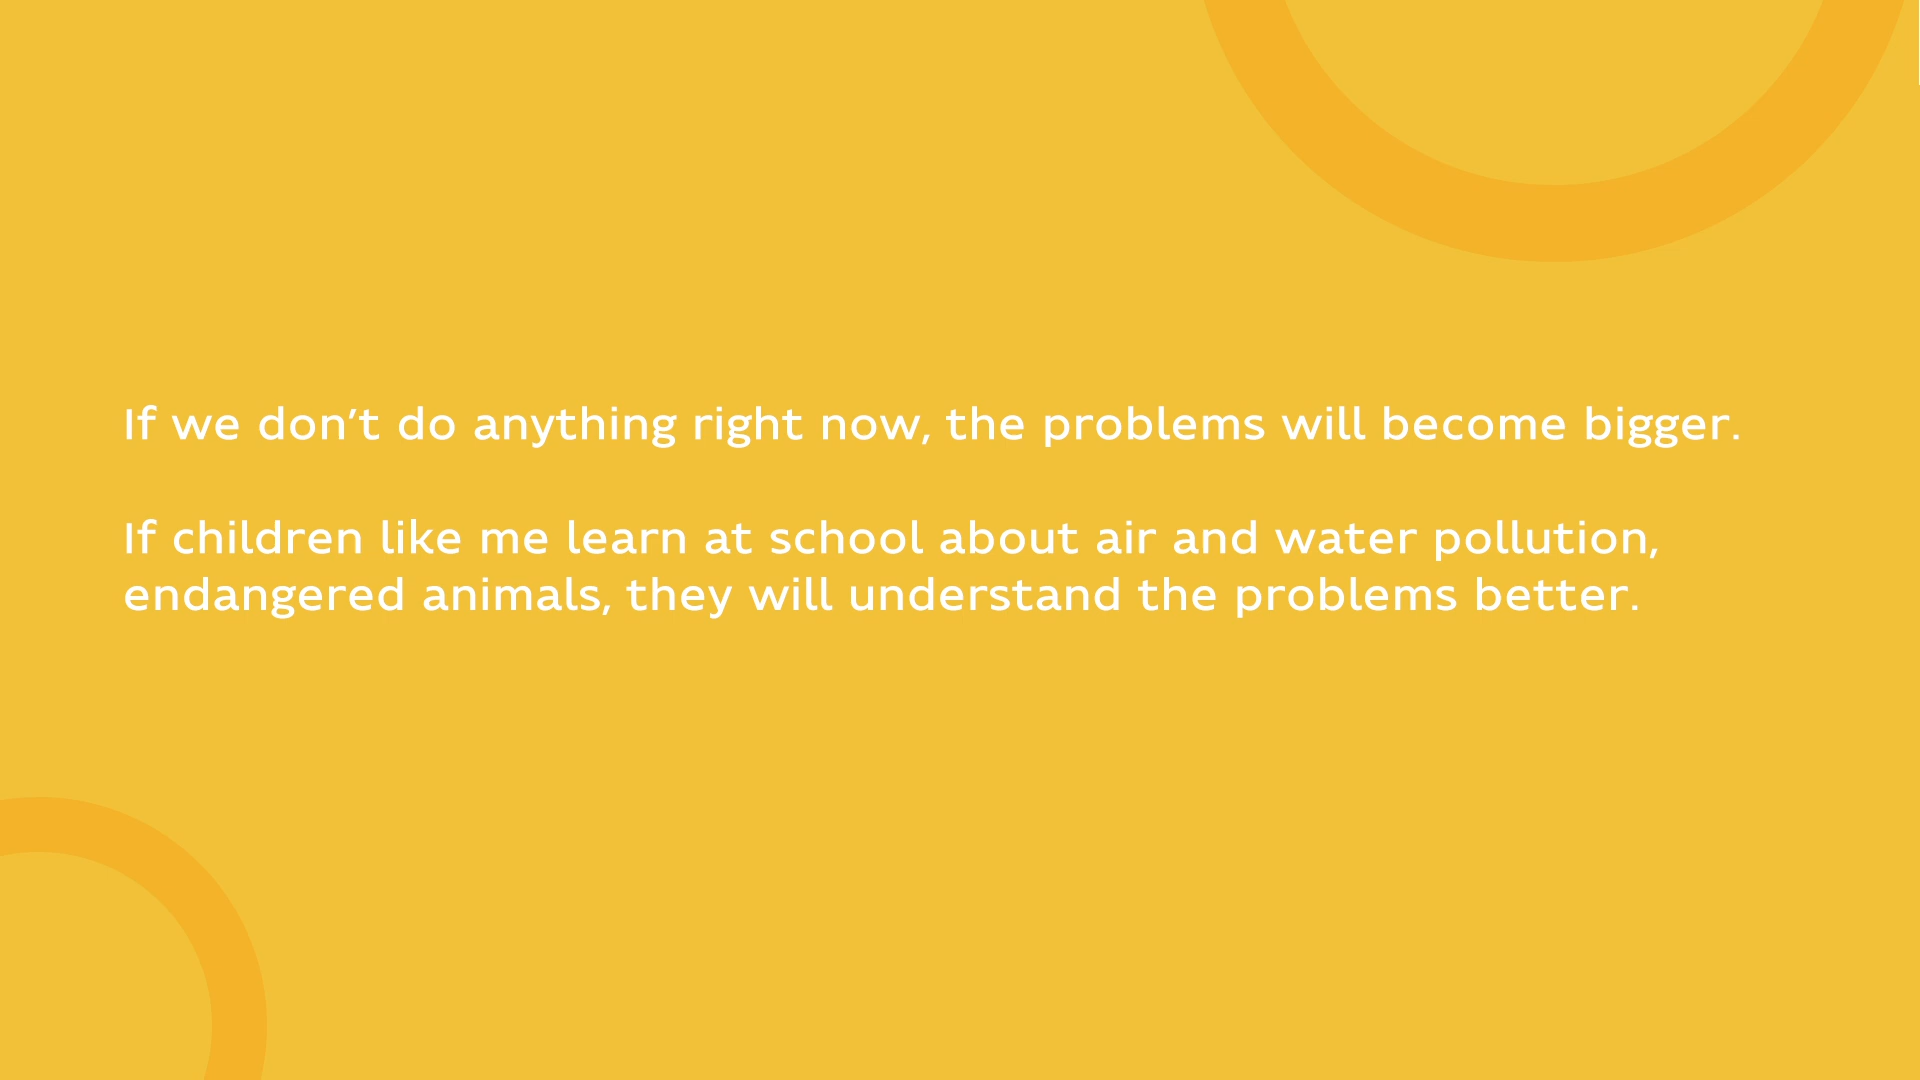 If we don’t do anything right now, the problems will become bigger.
If children like me learn at school about air and water pollution,
endangered animals, they will understand the problems better.